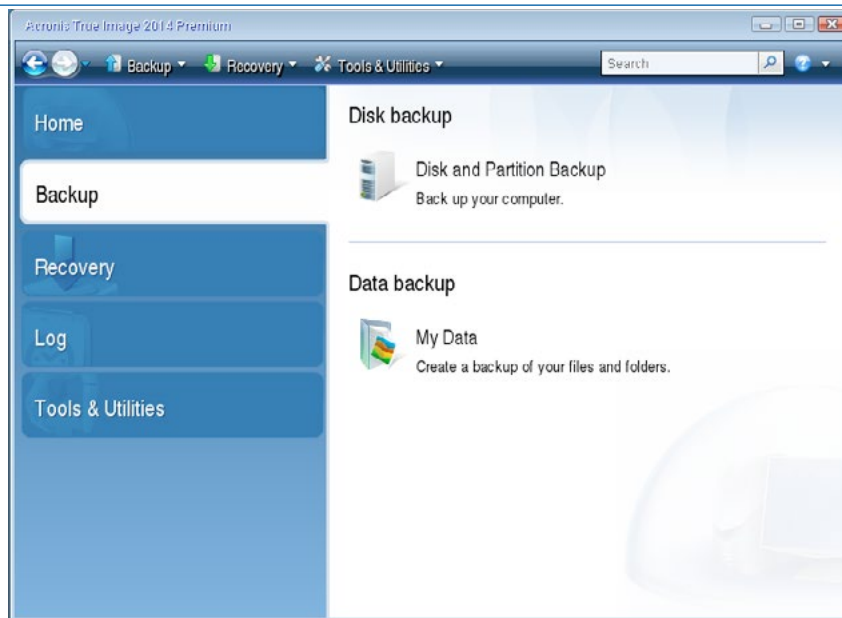 Acronis True Image 2014 Premium
Backup Recovery Tools & Utilities Search
Home
Backup
Recovery
Log
Tools & Utilities
Disk backup
Disk and Partition Backup
Back up your computer.
Data backup
My Data
Create a backup of your files and folders.